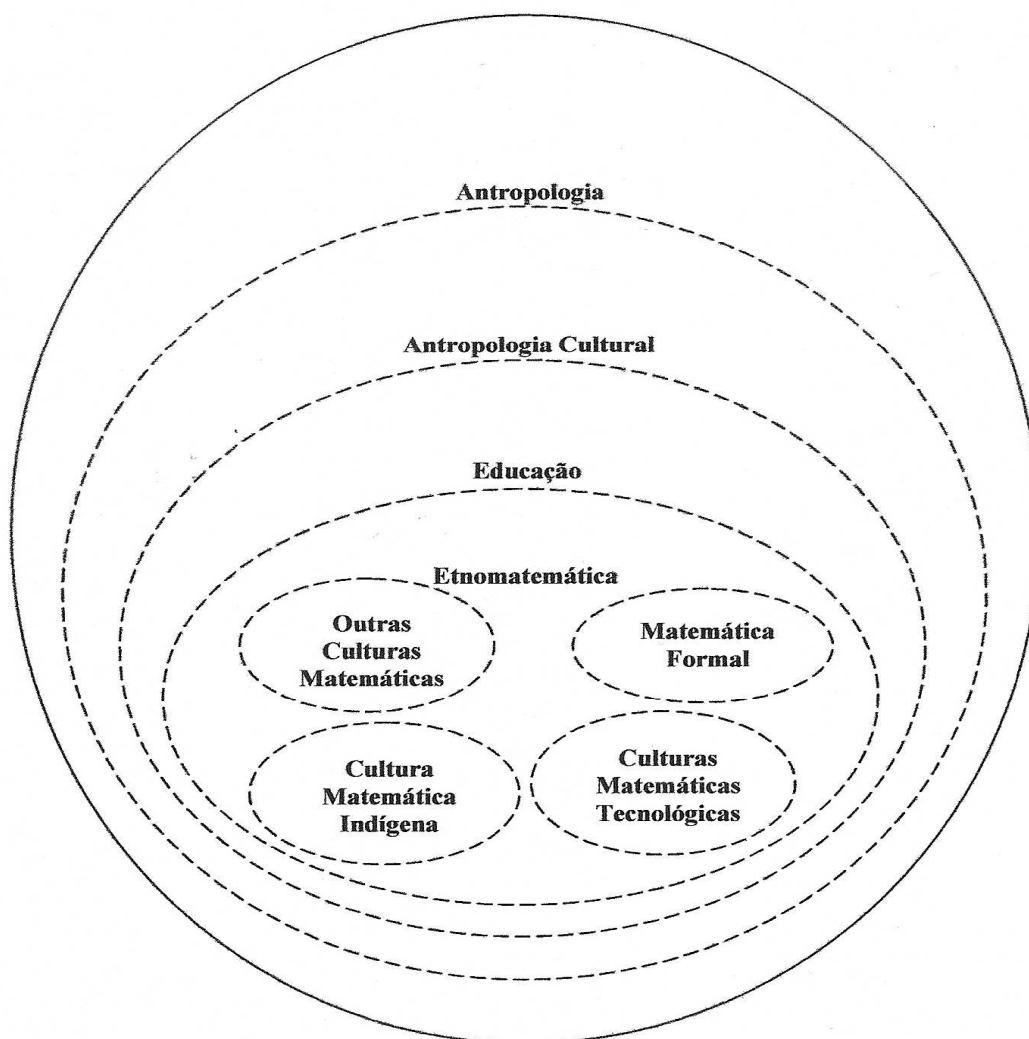 Antropologia
Antropologia Cultural
Educação
Etnomatemática
Outras
Culturas
Matemáticas
Matemática
Formal
Cultura
Matemática
Indígena
Culturas
Matemáticas
Tecnológicas